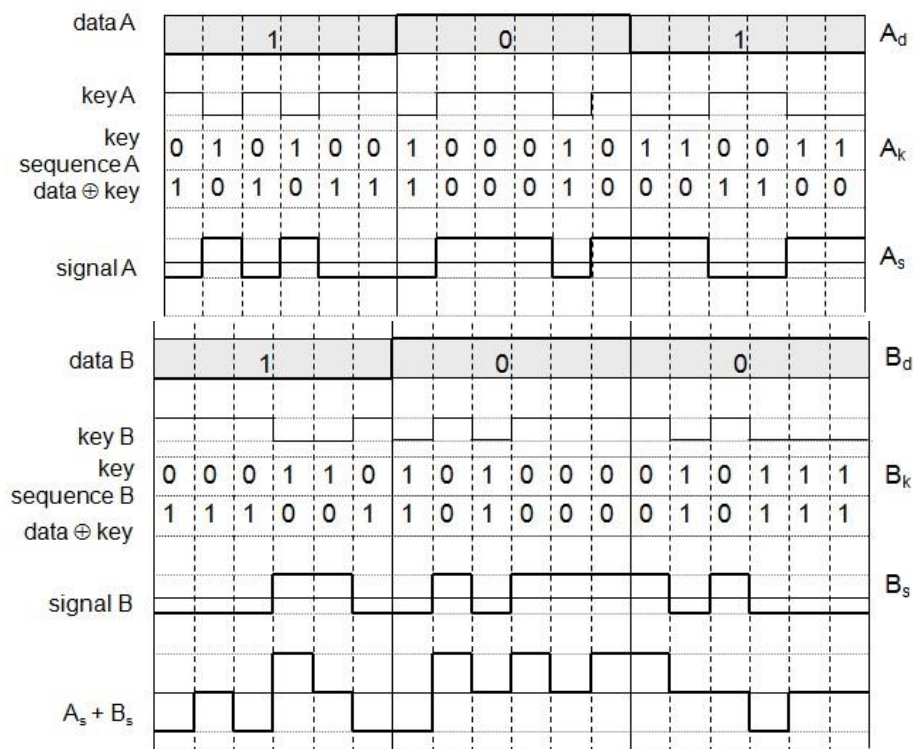 data A 1 0 1 A_d
key A
key
sequence A 0 1 0 1 0 0 1 0 0 0 1 0 1 1 0 0 1 1 A_k
data ⊕ key 1 0 1 0 1 1 1 0 0 0 1 0 0 0 1 1 0 0
signal A A_s
data B 1 0 0 B_d
key B
key
sequence B 0 0 0 1 1 0 1 0 1 0 0 0 0 1 0 1 1 1 B_k
data ⊕ key 1 1 1 0 0 1 1 0 1 0 0 0 0 1 0 1 1 1
signal B B_s
A_s + B_s